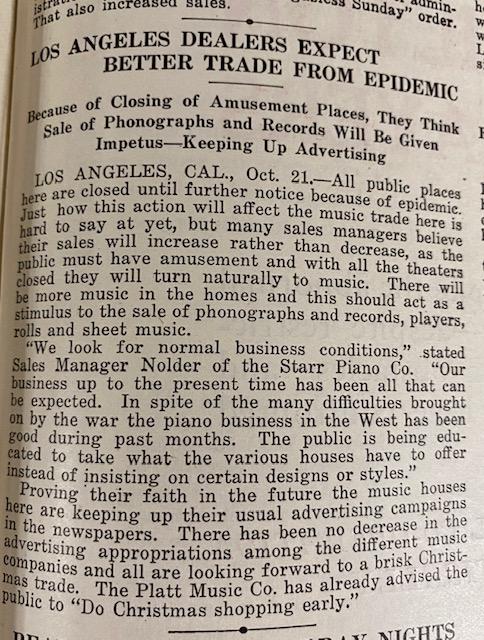 That also increased sales.
Sunday" order.
LOS ANGELES DEALERS EXPECT
BETTER TRADE FROM EPIDEMIC
Because of Closing of Amusement Places, They Think
Sale of Phonographs and Records Will Be Given
Impetus—Keeping Up Advertising
LOS ANGELES, CAL., Oct. 21.—All public places
here are closed until further notice because of epidemic.
Just how this action will affect the music trade here is
hard to say at yet, but many sales managers believe
their sales will increase rather than decrease, as the
public must have amusement and with all the theaters
closed they will turn naturally to music. There will
be more music in the homes and this should act as a
stimulus to the sale of phonographs and records, players,
rolls and sheet music.
"We look for normal business conditions," stated
Sales Manager Nolder of the Starr Piano Co. "Our
business up to the present time has been all that can
be expected. In spite of the many difficulties brought
on by the war the piano business in the West has been
good during past months. The public is being edu-
cated to take what the various houses have to offer
instead of insisting on certain designs or styles."
Proving their faith in the future the music houses
here are keeping up their usual advertising campaigns
in the newspapers. There has been no decrease in the
advertising appropriations among the different music
companies and all are looking forward to a brisk Christ-
mas trade. The Platt Music Co. has already advised the
public to "Do Christmas shopping early."
NIGHTS